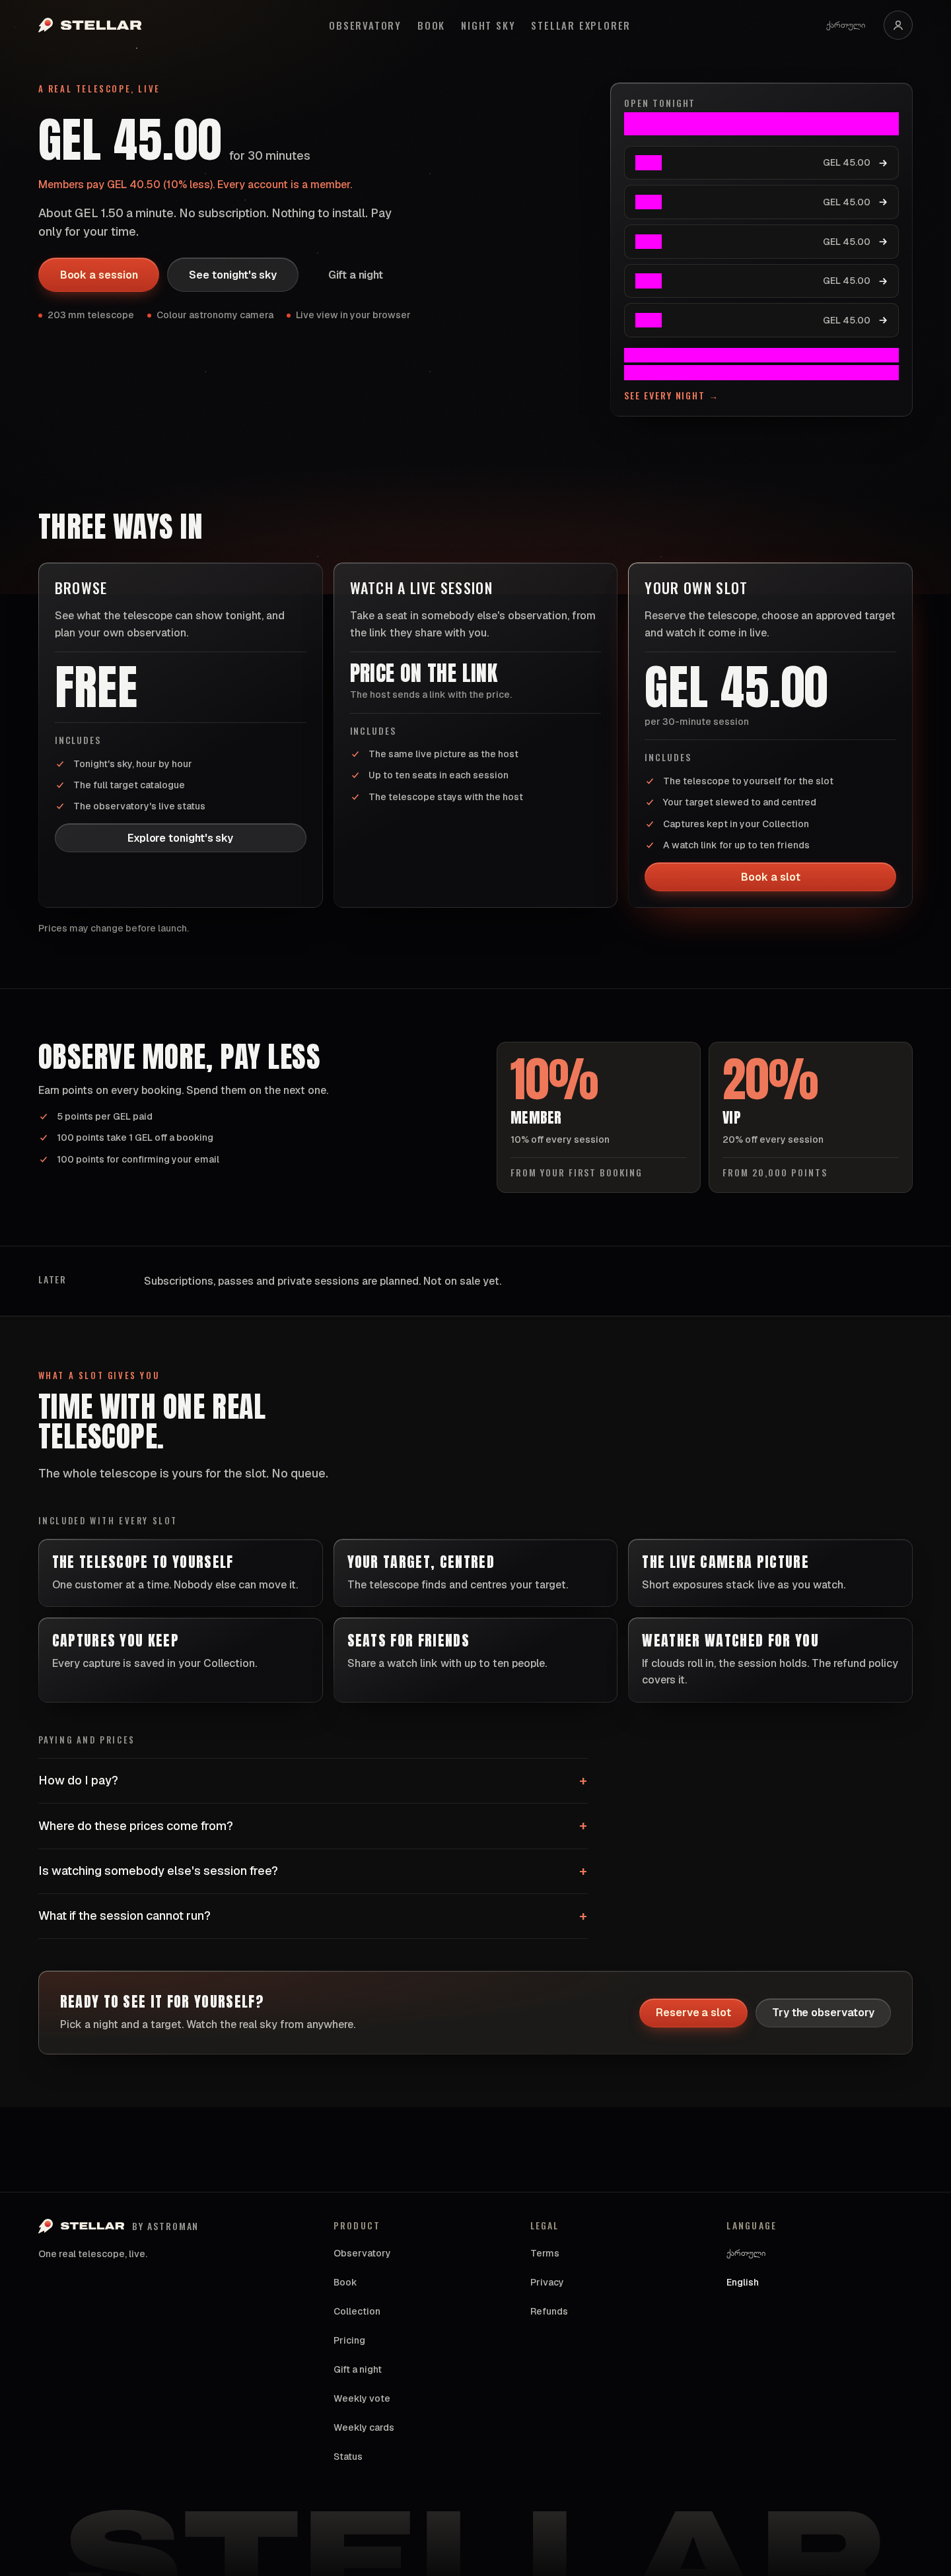 STELLAR
OBSERVATORY BOOK NIGHT SKY STELLAR EXPLORER
ქართული
A REAL TELESCOPE, LIVE
GEL 45.00 for 30 minutes
Members pay GEL 40.50 (10% less). Every account is a member.
About GEL 1.50 a minute. No subscription. Nothing to install. Pay
only for your time.
Book a session See tonight's sky Gift a night
203 mm telescope Colour astronomy camera Live view in your browser
OPEN TONIGHT
GEL 45.00 →
GEL 45.00 →
GEL 45.00 →
GEL 45.00 →
GEL 45.00 →
SEE EVERY NIGHT →
THREE WAYS IN
BROWSE
See what the telescope can show tonight, and
plan your own observation.
FREE
INCLUDES
Tonight's sky, hour by hour
The full target catalogue
The observatory's live status
Explore tonight's sky
WATCH A LIVE SESSION
Take a seat in somebody else's observation, from
the link they share with you.
PRICE ON THE LINK
The host sends a link with the price.
INCLUDES
The same live picture as the host
Up to ten seats in each session
The telescope stays with the host
YOUR OWN SLOT
Reserve the telescope, choose an approved target
and watch it come in live.
GEL 45.00
per 30-minute session
INCLUDES
The telescope to yourself for the slot
Your target slewed to and centred
Captures kept in your Collection
A watch link for up to ten friends
Book a slot
Prices may change before launch.
OBSERVE MORE, PAY LESS
Earn points on every booking. Spend them on the next one.
5 points per GEL paid
100 points take 1 GEL off a booking
100 points for confirming your email
10%
MEMBER
10% off every session
FROM YOUR FIRST BOOKING
20%
VIP
20% off every session
FROM 20,000 POINTS
LATER
Subscriptions, passes and private sessions are planned. Not on sale yet.
WHAT A SLOT GIVES YOU
TIME WITH ONE REAL
TELESCOPE.
The whole telescope is yours for the slot. No queue.
INCLUDED WITH EVERY SLOT
THE TELESCOPE TO YOURSELF
One customer at a time. Nobody else can move it.
YOUR TARGET, CENTRED
The telescope finds and centres your target.
THE LIVE CAMERA PICTURE
Short exposures stack live as you watch.
CAPTURES YOU KEEP
Every capture is saved in your Collection.
SEATS FOR FRIENDS
Share a watch link with up to ten people.
WEATHER WATCHED FOR YOU
If clouds roll in, the session holds. The refund policy
covers it.
PAYING AND PRICES
How do I pay? +
Where do these prices come from? +
Is watching somebody else's session free? +
What if the session cannot run? +
READY TO SEE IT FOR YOURSELF?
Pick a night and a target. Watch the real sky from anywhere.
Reserve a slot Try the observatory
STELLAR BY ASTROMAN
One real telescope, live.
PRODUCT
Observatory
Book
Collection
Pricing
Gift a night
Weekly vote
Weekly cards
Status
LEGAL
Terms
Privacy
Refunds
LANGUAGE
ქართული
English
STELLAR